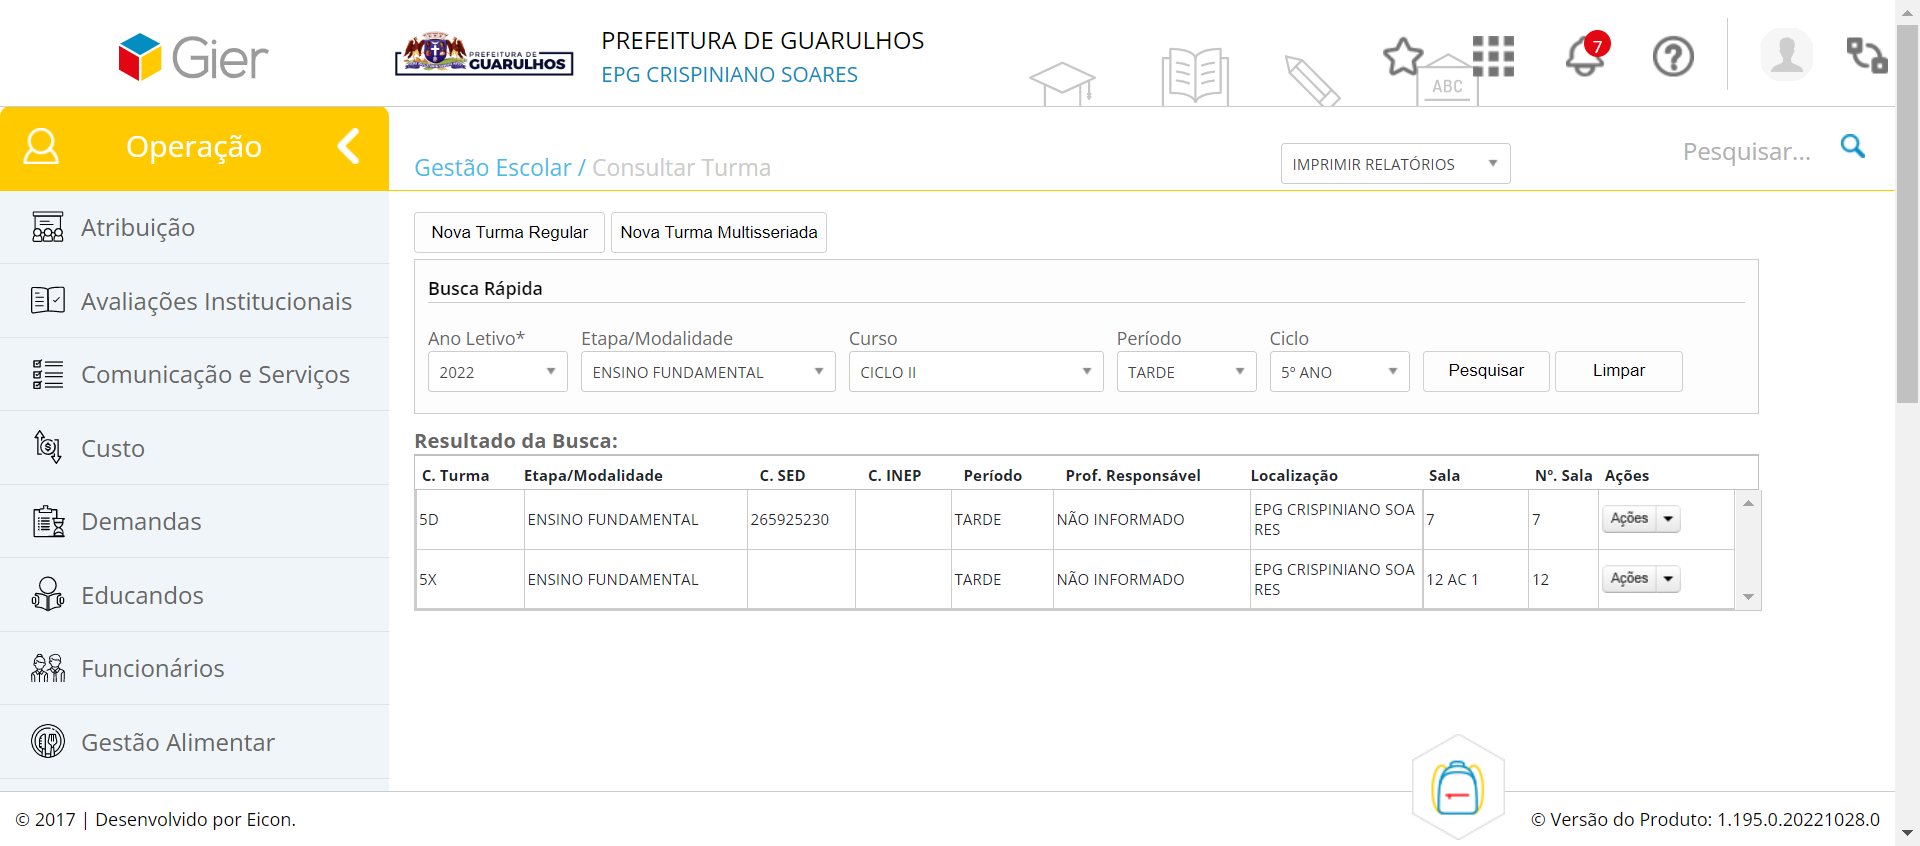 Gier
PREFEITURA DE
GUARULHOS
PREFEITURA DE GUARULHOS
EPG CRISPINIANO SOARES
ABC
7
Operação
Gestão Escolar / Consultar Turma
IMPRIMIR RELATÓRIOS
Pesquisar...
Atribuição
Avaliações Institucionais
Comunicação e Serviços
Custo
Demandas
Educandos
Funcionários
Gestão Alimentar
Nova Turma Regular
Nova Turma Multisseriada
Busca Rápida
Ano Letivo* Etapa/Modalidade Curso Período Ciclo
2022 ENSINO FUNDAMENTAL CICLO II TARDE 5º ANO Pesquisar Limpar
Resultado da Busca:
C. Turma Etapa/Modalidade C. SED C. INEP Período Prof. Responsável Localização Sala Nº. Sala Ações
5D ENSINO FUNDAMENTAL 265925230 TARDE NÃO INFORMADO EPG CRISPINIANO SOA 7 7 Ações
RES
5X ENSINO FUNDAMENTAL TARDE NÃO INFORMADO EPG CRISPINIANO SOA 12 AC 1 12 Ações
RES
© 2017 | Desenvolvido por Eicon.
© Versão do Produto: 1.195.0.20221028.0